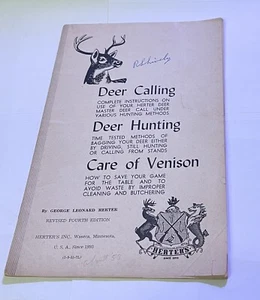 Deer Calling
COMPLETE INSTRUCTIONS ON
USE OF YOUR HERTER DEER
MASTER DEER CALL UNDER
VARIOUS HUNTING METHODS.
Deer Hunting
TIME TESTED METHODS OF
BAGGING YOUR DEER EITHER
BY DRIVING, STILL HUNTING
OR CALLING FROM STANDS
Care of Venison
HOW TO SAVE YOUR GAME
FOR THE TABLE AND TO
AVOID WASTE BY IMPROPER
CLEANING AND BUTCHERING
By GEORGE LEONARD HERTER
REVISED FOURTH EDITION
HERTER'S INC. Waseca, Minnesota,
U. S. A. Since 1893
HERTER'S